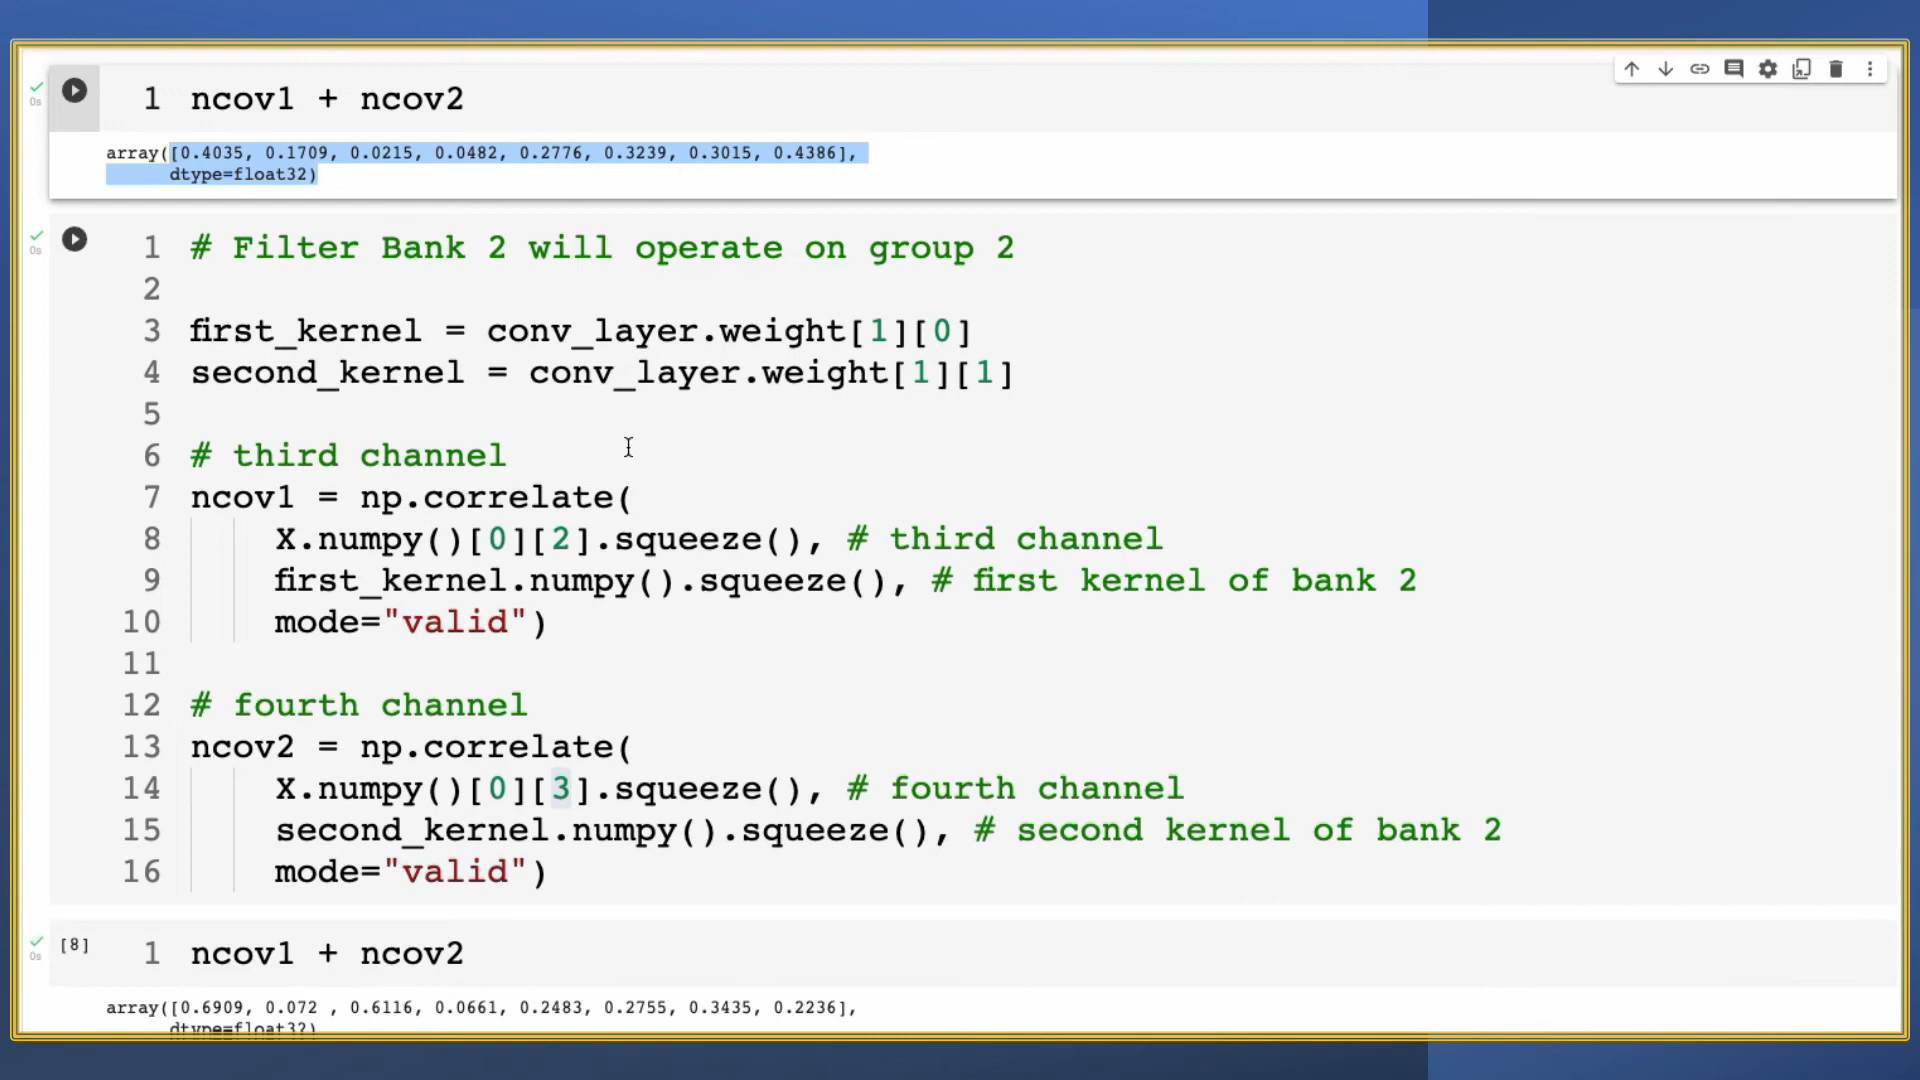 0s
1 ncov1 + ncov2
array([0.4035, 0.1709, 0.0215, 0.0482, 0.2776, 0.3239, 0.3015, 0.4386],
dtype=float32)
0s
1 # Filter Bank 2 will operate on group 2
2
3 first_kernel = conv_layer.weight[1][0]
4 second_kernel = conv_layer.weight[1][1]
5
6 # third channel
7 ncov1 = np.correlate(
8 X.numpy()[0][2].squeeze(), # third channel
9 first_kernel.numpy().squeeze(), # first kernel of bank 2
10 mode="valid")
11
12 # fourth channel
13 ncov2 = np.correlate(
14 X.numpy()[0][3].squeeze(), # fourth channel
15 second_kernel.numpy().squeeze(), # second kernel of bank 2
16 mode="valid")
0s
[8] 1 ncov1 + ncov2
array([0.6909, 0.072 , 0.6116, 0.0661, 0.2483, 0.2755, 0.3435, 0.2236],
dtype=float32)